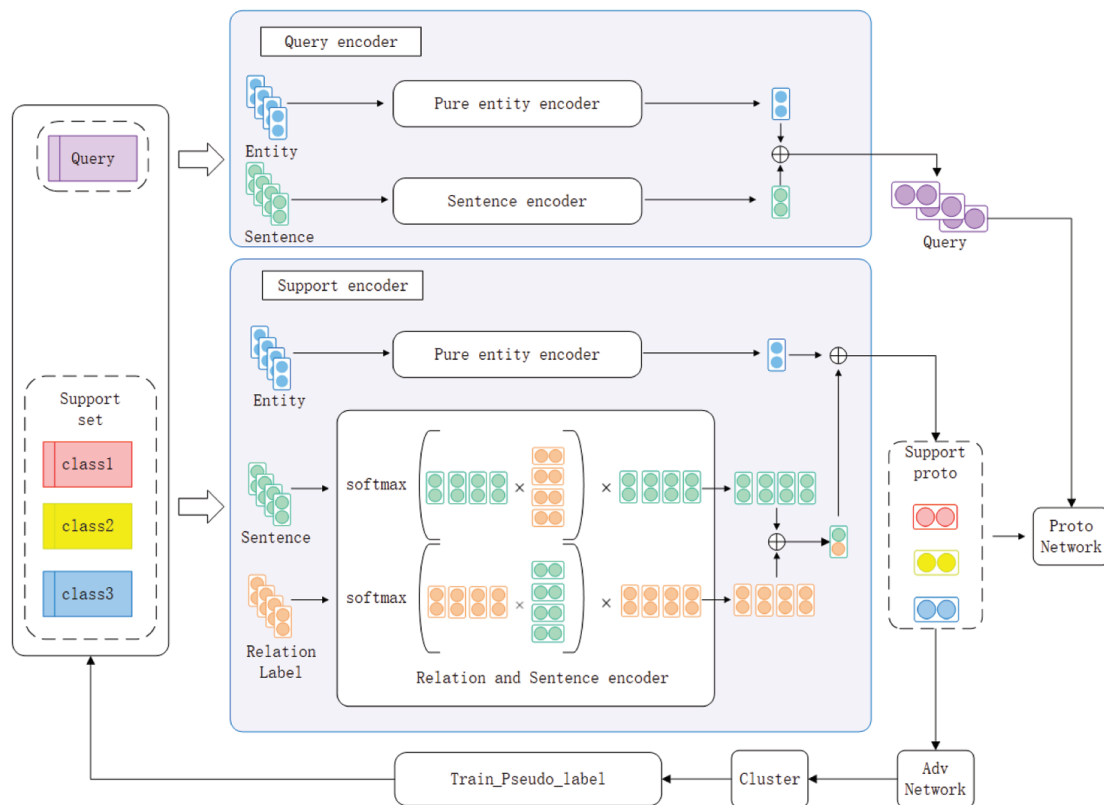 Query encoder
Pure entity encoder
Query
Entity
Sentence encoder
Sentence
Query
Support encoder
Pure entity encoder
Entity
Support
set
class1
class2
class3
softmax
×
×
Sentence
softmax
×
×
Relation
Label
Relation and Sentence encoder
Support
proto
Proto
Network
Train_Pseudo_label
Cluster
Adv
Network